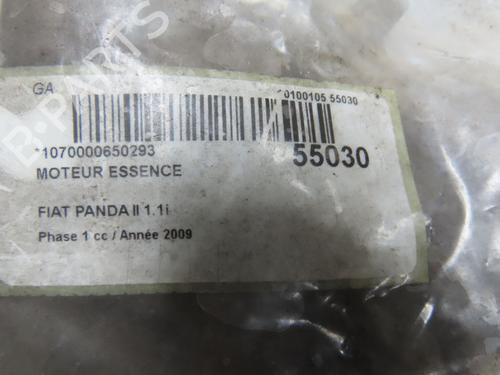 GA
0100105 55030
*1070000650293
55030
MOTEUR ESSENCE
FIAT PANDA II 1.1i
Phase 1 cc / Année 2009
B-PARTS